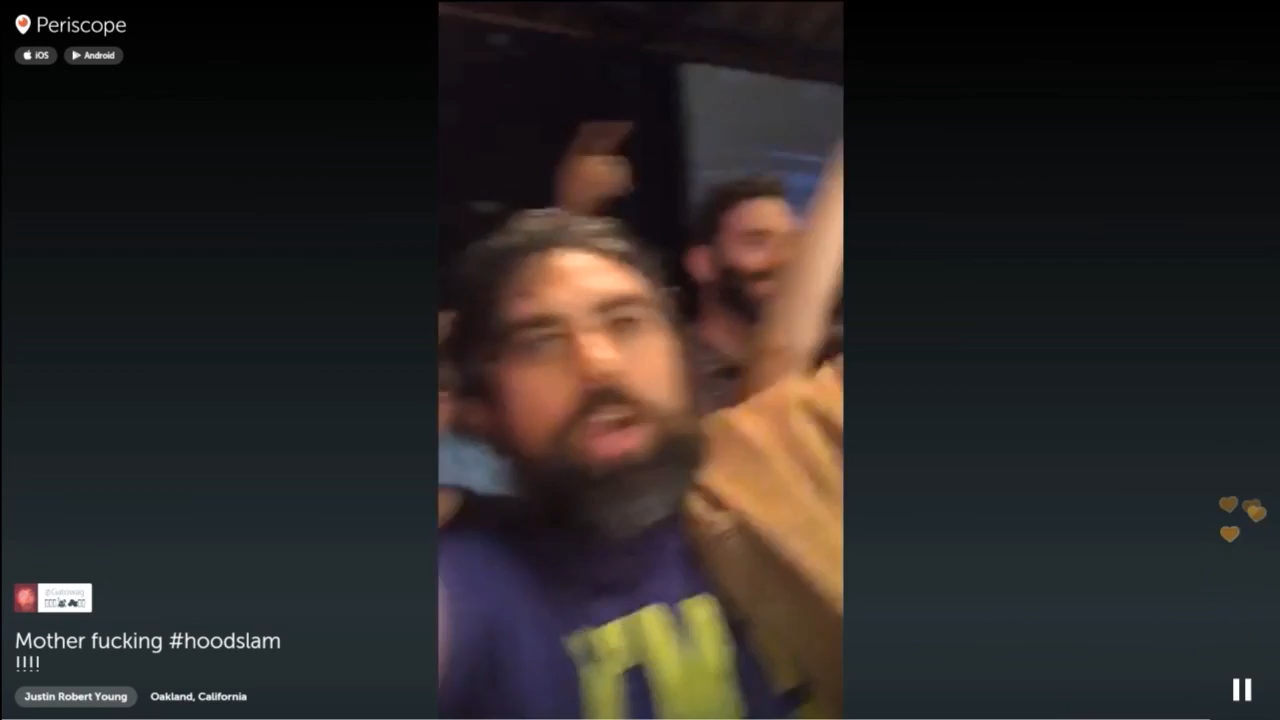 Periscope
iOS
Android
Mother fucking #hoodslam
!!!!
Justin Robert Young
Oakland, California